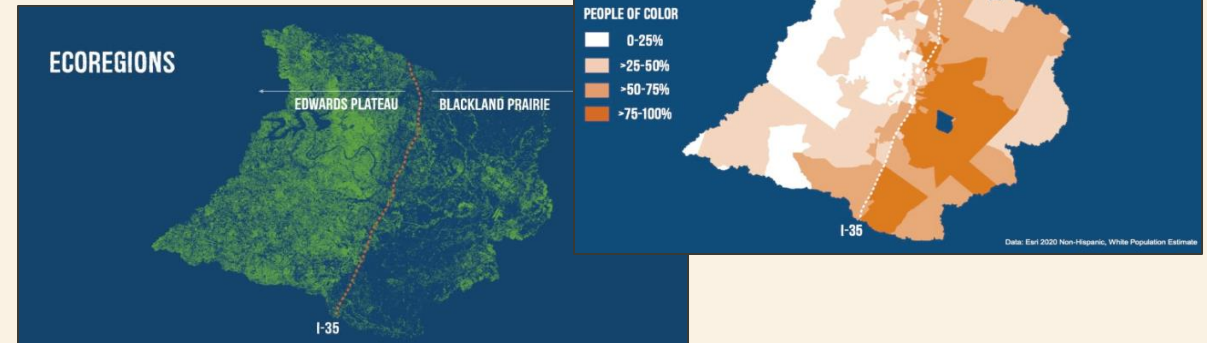 ECOREGIONS
EDWARDS PLATEAU
BLACKLAND PRAIRIE
I-35
PEOPLE OF COLOR
0-25%
>25-50%
>50-75%
>75-100%
I-35
Data: Esri 2020 Non-Hispanic, White Population Estimate